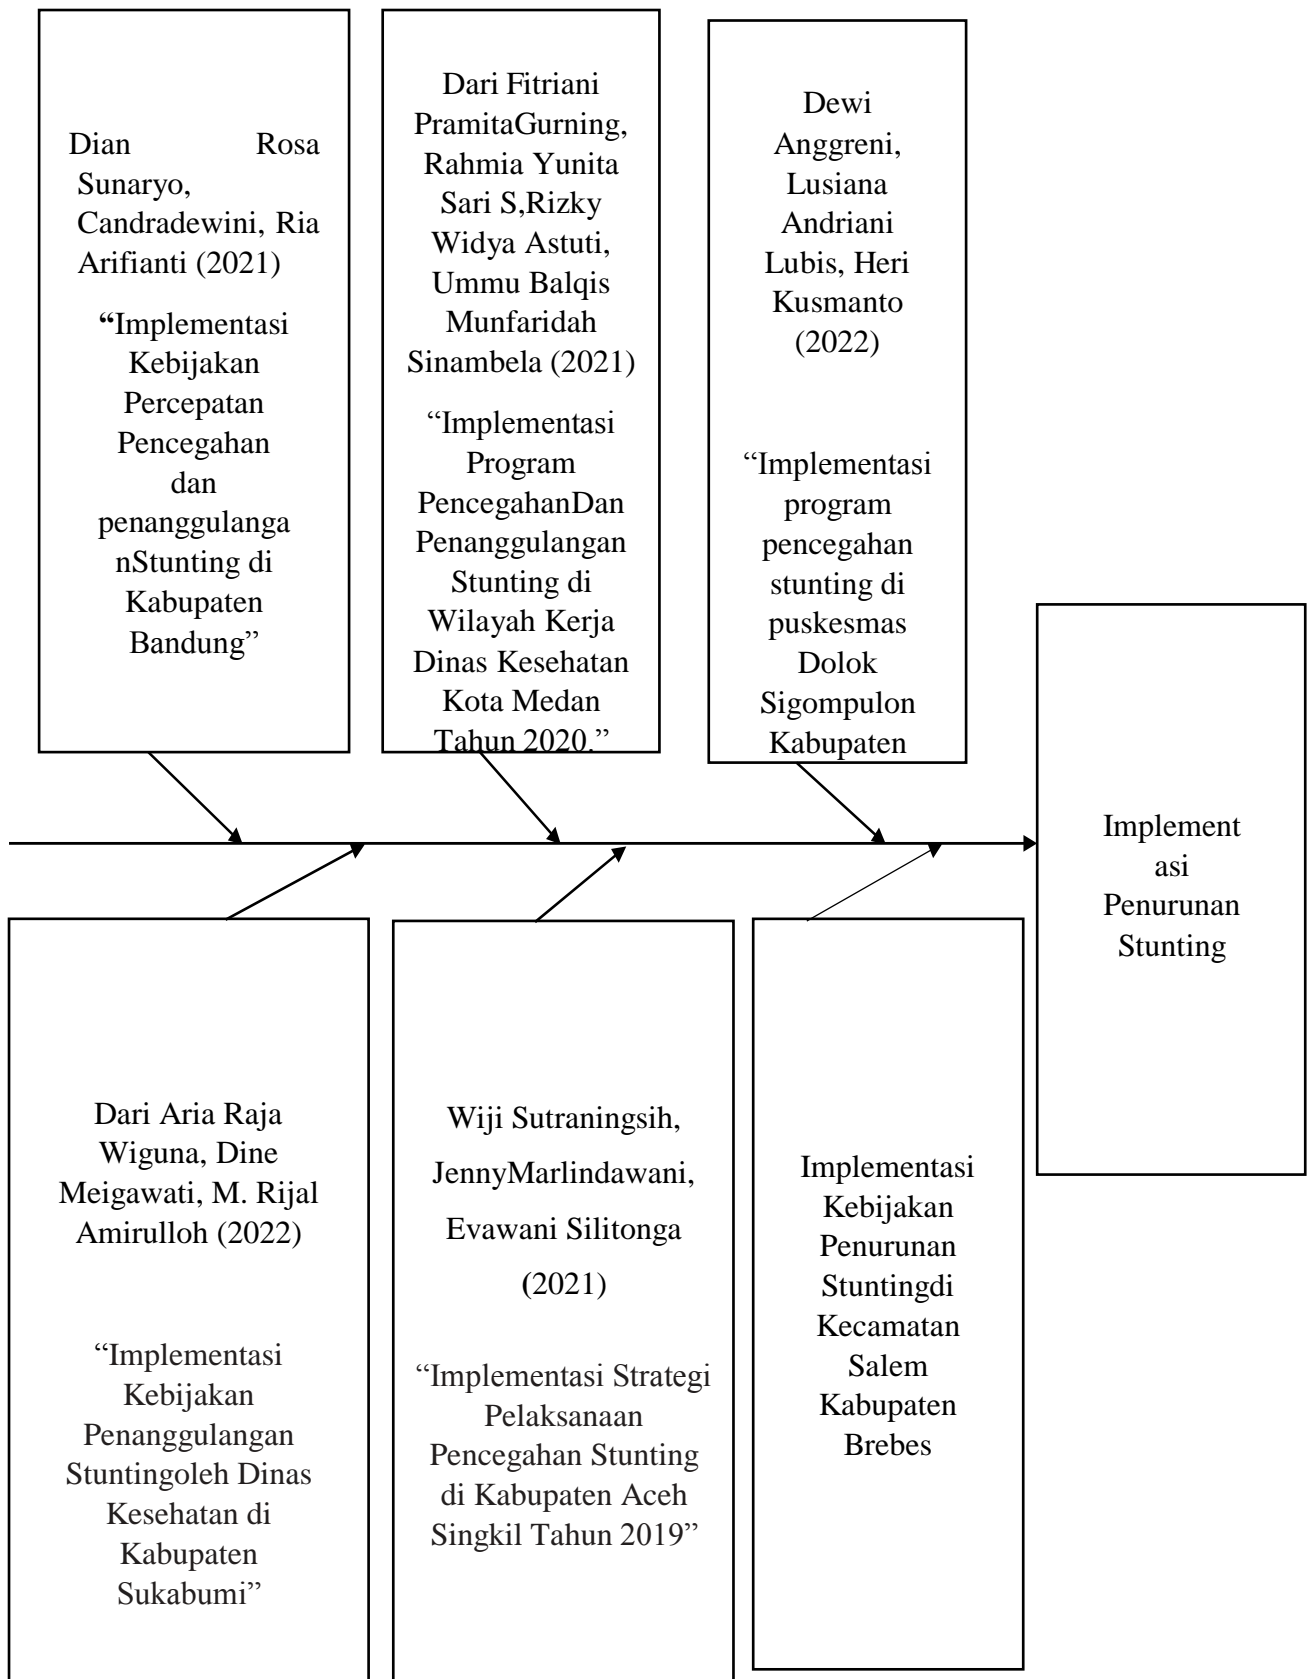 Dian Rosa
Sunaryo,
Candradewini, Ria
Arifianti (2021)
“Implementasi
Kebijakan
Percepatan
Pencegahan
dan
penanggulanga
nStunting di
Kabupaten
Bandung”
Dari Fitriani
PramitaGurning,
Rahmia Yunita
Sari S,Rizky
Widya Astuti,
Ummu Balqis
Munfaridah
Sinambela (2021)
“Implementasi
Program
PencegahanDan
Penanggulangan
Stunting di
Wilayah Kerja
Dinas Kesehatan
Kota Medan
Tahun 2020.”
Dewi
Anggreni,
Lusiana
Andriani
Lubis, Heri
Kusmanto
(2022)
“Implementasi
program
pencegahan
stunting di
puskesmas
Dolok
Sigompulon
Kabupaten
Implement
asi
Penurunan
Stunting
Dari Aria Raja
Wiguna, Dine
Meigawati, M. Rijal
Amirulloh (2022)
“Implementasi
Kebijakan
Penanggulangan
Stuntingoleh Dinas
Kesehatan di
Kabupaten
Sukabumi”
Wiji Sutraningsih,
JennyMarlindawani,
Evawani Silitonga
(2021)
“Implementasi Strategi
Pelaksanaan
Pencegahan Stunting
di Kabupaten Aceh
Singkil Tahun 2019”
Implementasi
Kebijakan
Penurunan
Stuntingdi
Kecamatan
Salem
Kabupaten
Brebes